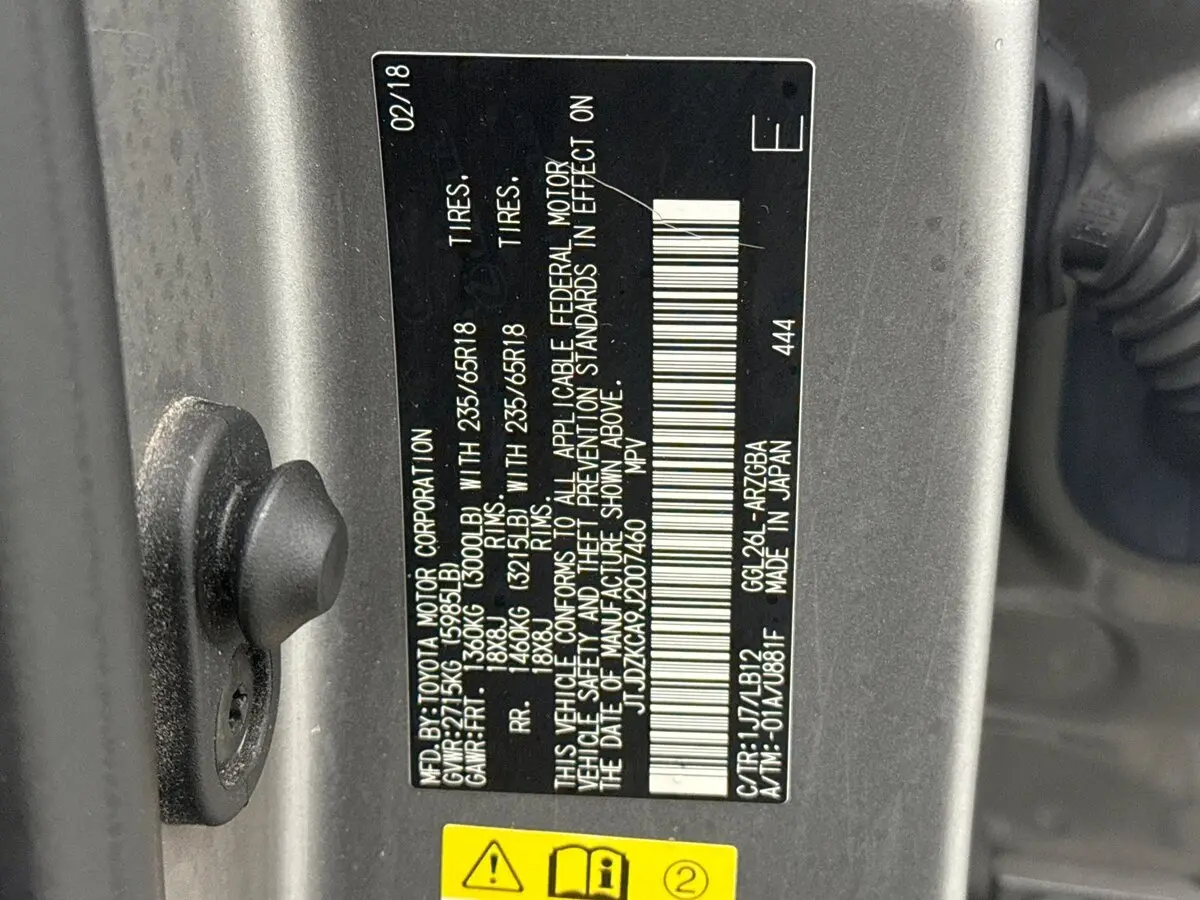 MFD.BY:TOYOTA MOTOR CORPORATION 02/18
GVWR:2715KG (5985LB)
GAWR:FRT. 1360KG (3000LB) WITH 235/65R18 TIRES,
18X8J RIMS.
RR. 1460KG (3215LB) WITH 235/65R18 TIRES,
18X8J RIMS.
THIS VEHICLE CONFORMS TO ALL APPLICABLE FEDERAL MOTOR
VEHICLE SAFETY AND THEFT PREVENTION STANDARDS IN EFFECT ON
THE DATE OF MANUFACTURE SHOWN ABOVE.
JTJDZKCA9J2007460 MPV
C/TR:1J7/LB12 GGL26L-ARZGBA
A/TM:-01A/U881F MADE IN JAPAN 444 E
2